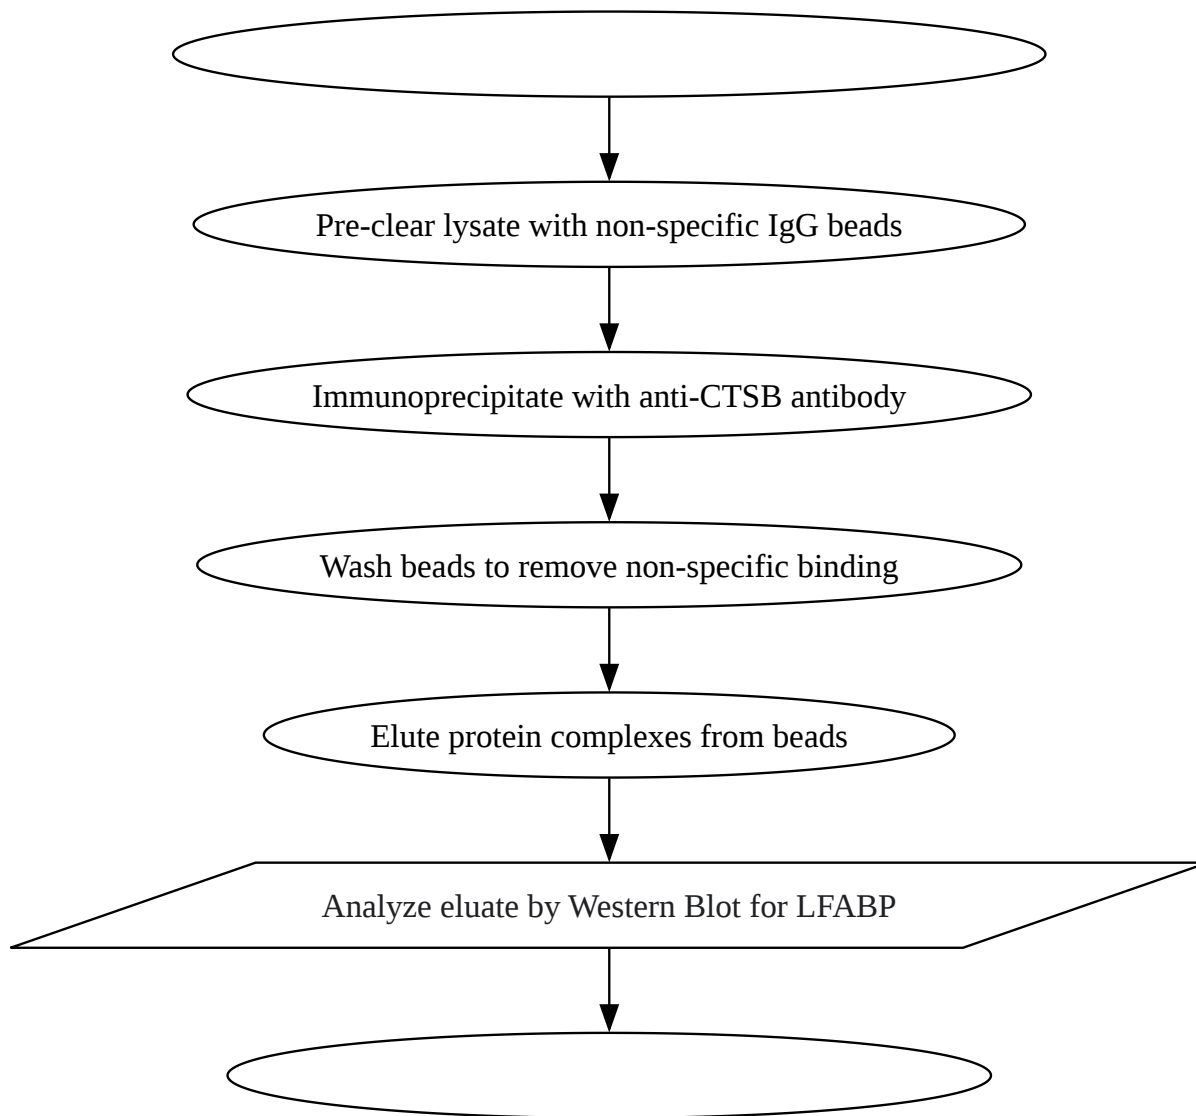 Pre-clear lysate with non-specific IgG beads
Immunoprecipitate with anti-CTSB antibody
Wash beads to remove non-specific binding
Elute protein complexes from beads
Analyze eluate by Western Blot for LFABP